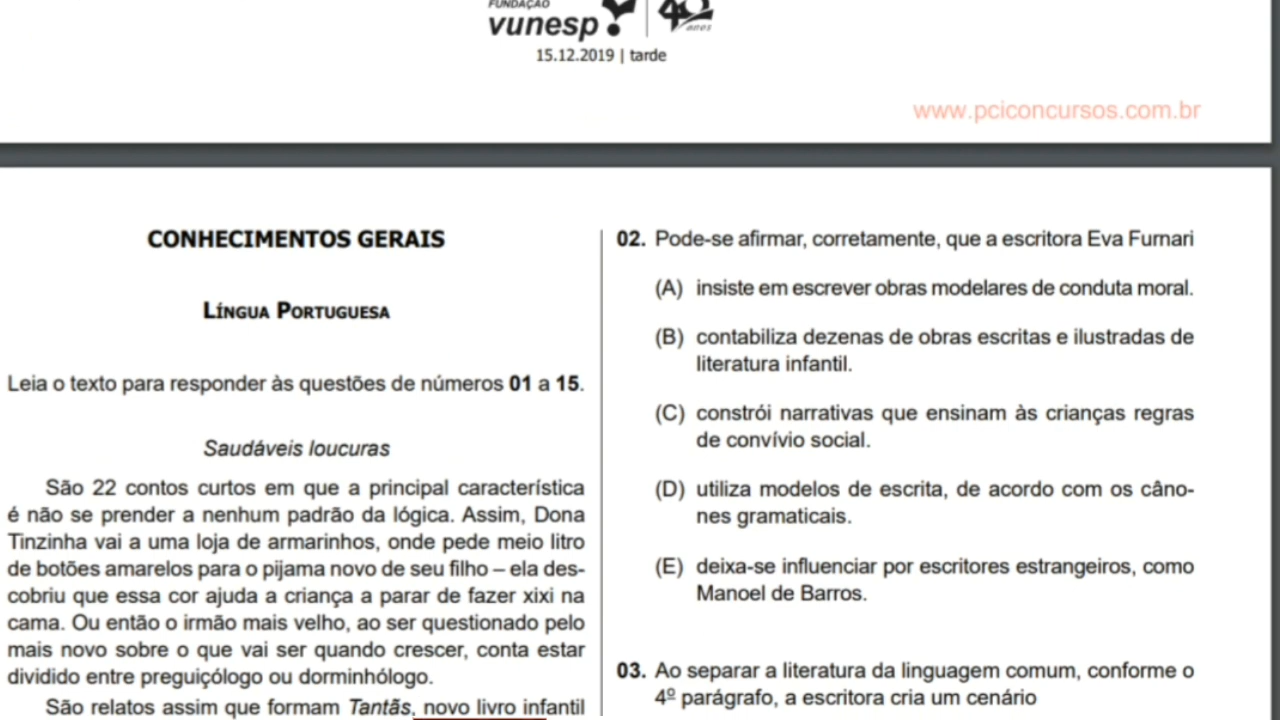 FUNDAÇÃO
vunesp
40
anos
15.12.2019 | tarde
www.pciconcursos.com.br
CONHECIMENTOS GERAIS
LÍNGUA PORTUGUESA
Leia o texto para responder às questões de números 01 a 15.
Saudáveis loucuras
São 22 contos curtos em que a principal característica
é não se prender a nenhum padrão da lógica. Assim, Dona
Tinzinha vai a uma loja de armarinhos, onde pede meio litro
de botões amarelos para o pijama novo de seu filho – ela des-
cobriu que essa cor ajuda a criança a parar de fazer xixi na
cama. Ou então o irmão mais velho, ao ser questionado pelo
mais novo sobre o que vai ser quando crescer, conta estar
dividido entre preguiçólogo ou dorminhólogo.
São relatos assim que formam Tantãs, novo livro infantil
02. Pode-se afirmar, corretamente, que a escritora Eva Furnari
(A) insiste em escrever obras modelares de conduta moral.
(B) contabiliza dezenas de obras escritas e ilustradas de
literatura infantil.
(C) constrói narrativas que ensinam às crianças regras
de convívio social.
(D) utiliza modelos de escrita, de acordo com os câno-
nes gramaticais.
(E) deixa-se influenciar por escritores estrangeiros, como
Manoel de Barros.
03. Ao separar a literatura da linguagem comum, conforme o
4º parágrafo, a escritora cria um cenário